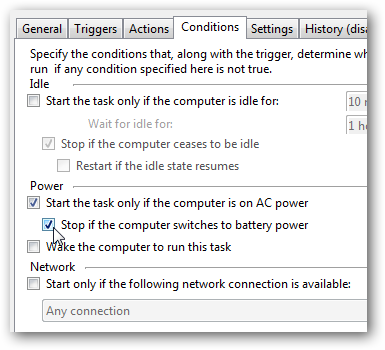 General Triggers Actions Conditions Settings History (disa
Specify the conditions that, along with the trigger, determine wh
run if any condition specified here is not true.
Idle
Start the task only if the computer is idle for: 10 n
Wait for idle for: 1 h
Stop if the computer ceases to be idle
Restart if the idle state resumes
Power
Start the task only if the computer is on AC power
Stop if the computer switches to battery power
Wake the computer to run this task
Network
Start only if the following network connection is available:
Any connection